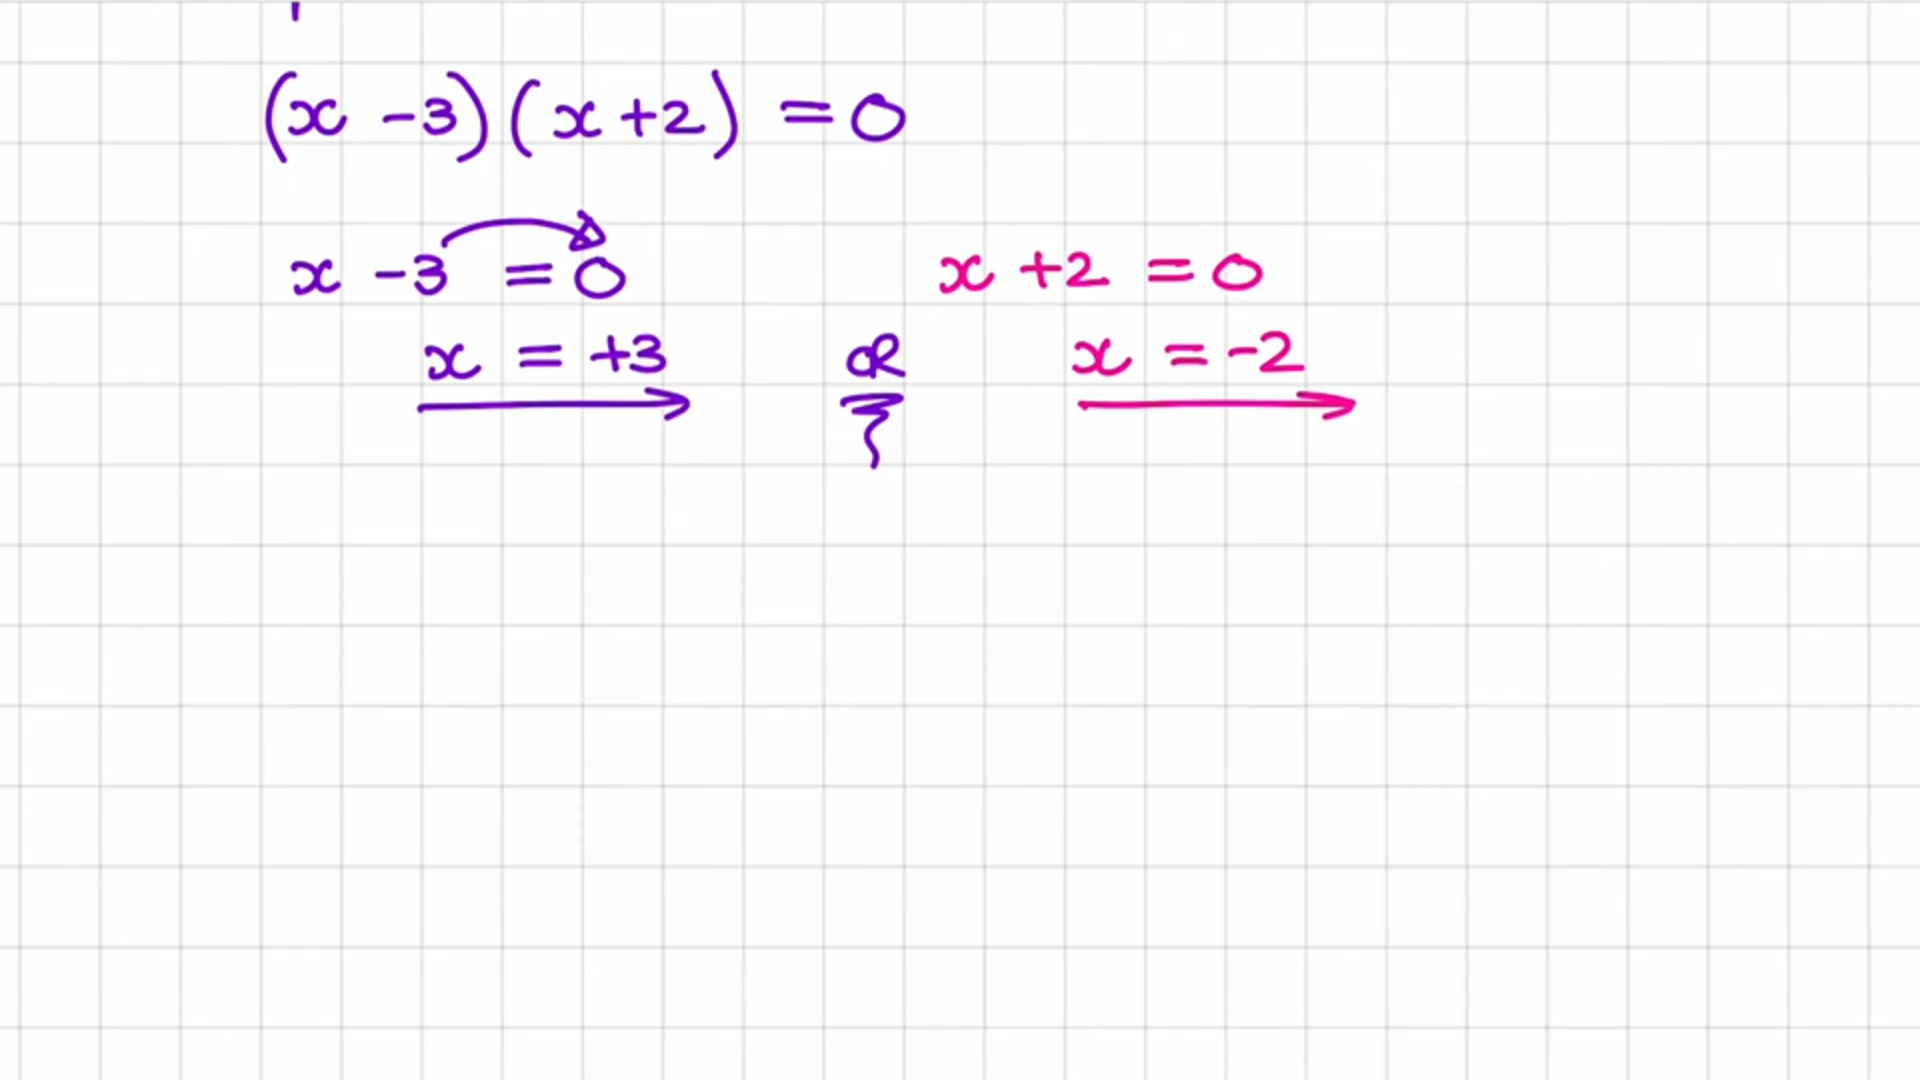 (x -3)(x +2) = 0
x -3 = 0 x +2 = 0
x = +3 OR x = -2